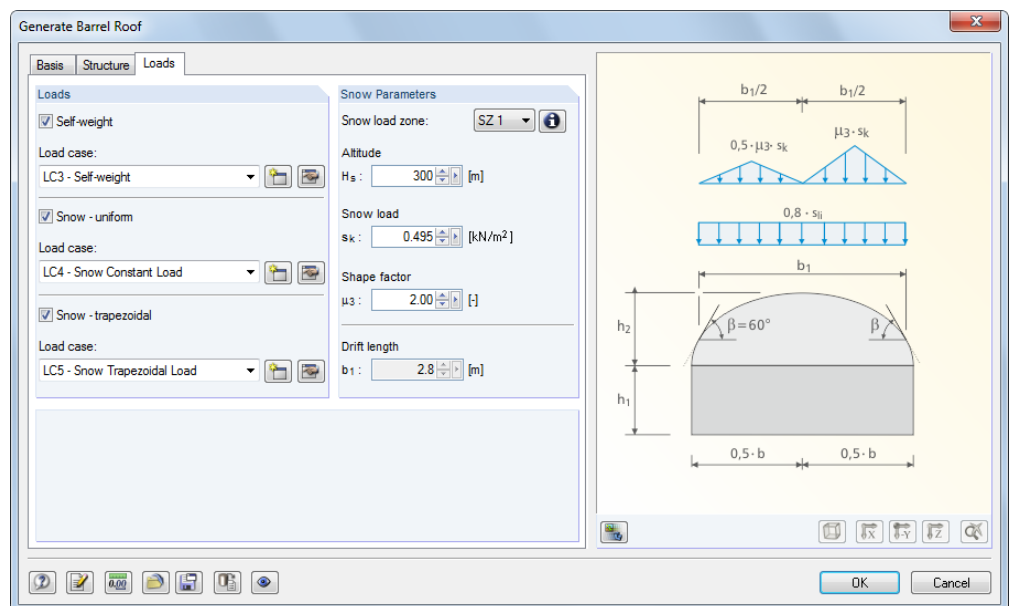 Generate Barrel Roof
Basis Structure Loads
Loads
Self-weight
Load case:
LC3 - Self-weight
Snow - uniform
Load case:
LC4 - Snow Constant Load
Snow - trapezoidal
Load case:
LC5 - Snow Trapezoidal Load
Snow Parameters
Snow load zone: SZ 1
Altitude
Hs : 300 [m]
Snow load
sk : 0.495 [kN/m²]
Shape factor
μ3 : 2.00 [-]
Drift length
b1 : 2.8 [m]
b1/2 b1/2
0,5·μ3·sk μ3·sk
0,8·sli
b1
h2 β=60° β
h1
0,5·b 0,5·b
0.00
X -Y Z
OK Cancel